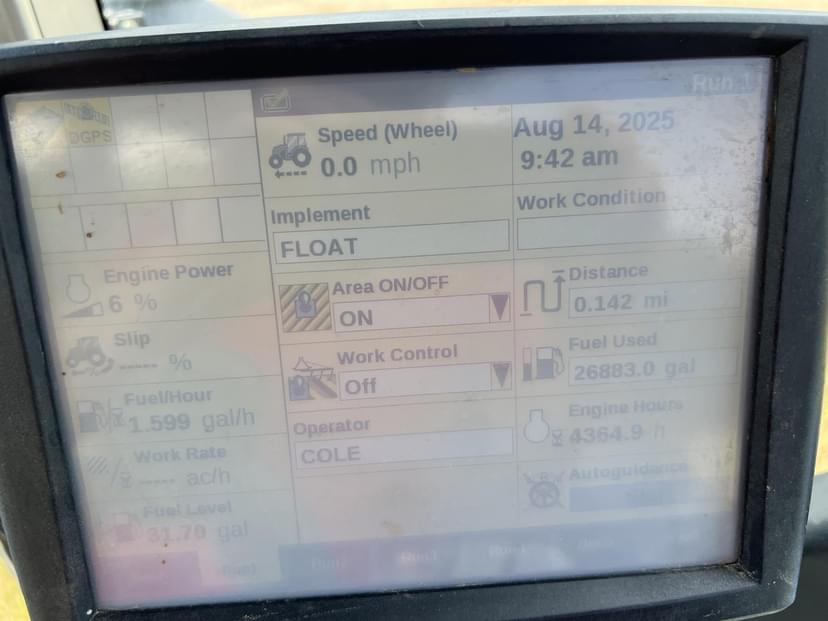 Run 1
DGPS
Speed (Wheel)
0.0 mph
Aug 14, 2025
9:42 am
Implement
FLOAT
Work Condition
Engine Power
6 %
Area ON/OFF
ON
Distance
0.142 mi
Slip
----- %
Work Control
Off
Fuel Used
26883.0 gal
Fuel/Hour
1.599 gal/h
Operator
COLE
Engine Hours
4364.9 h
Work Rate
----- ac/h
Autoguidance
Fuel Level
31.70 gal